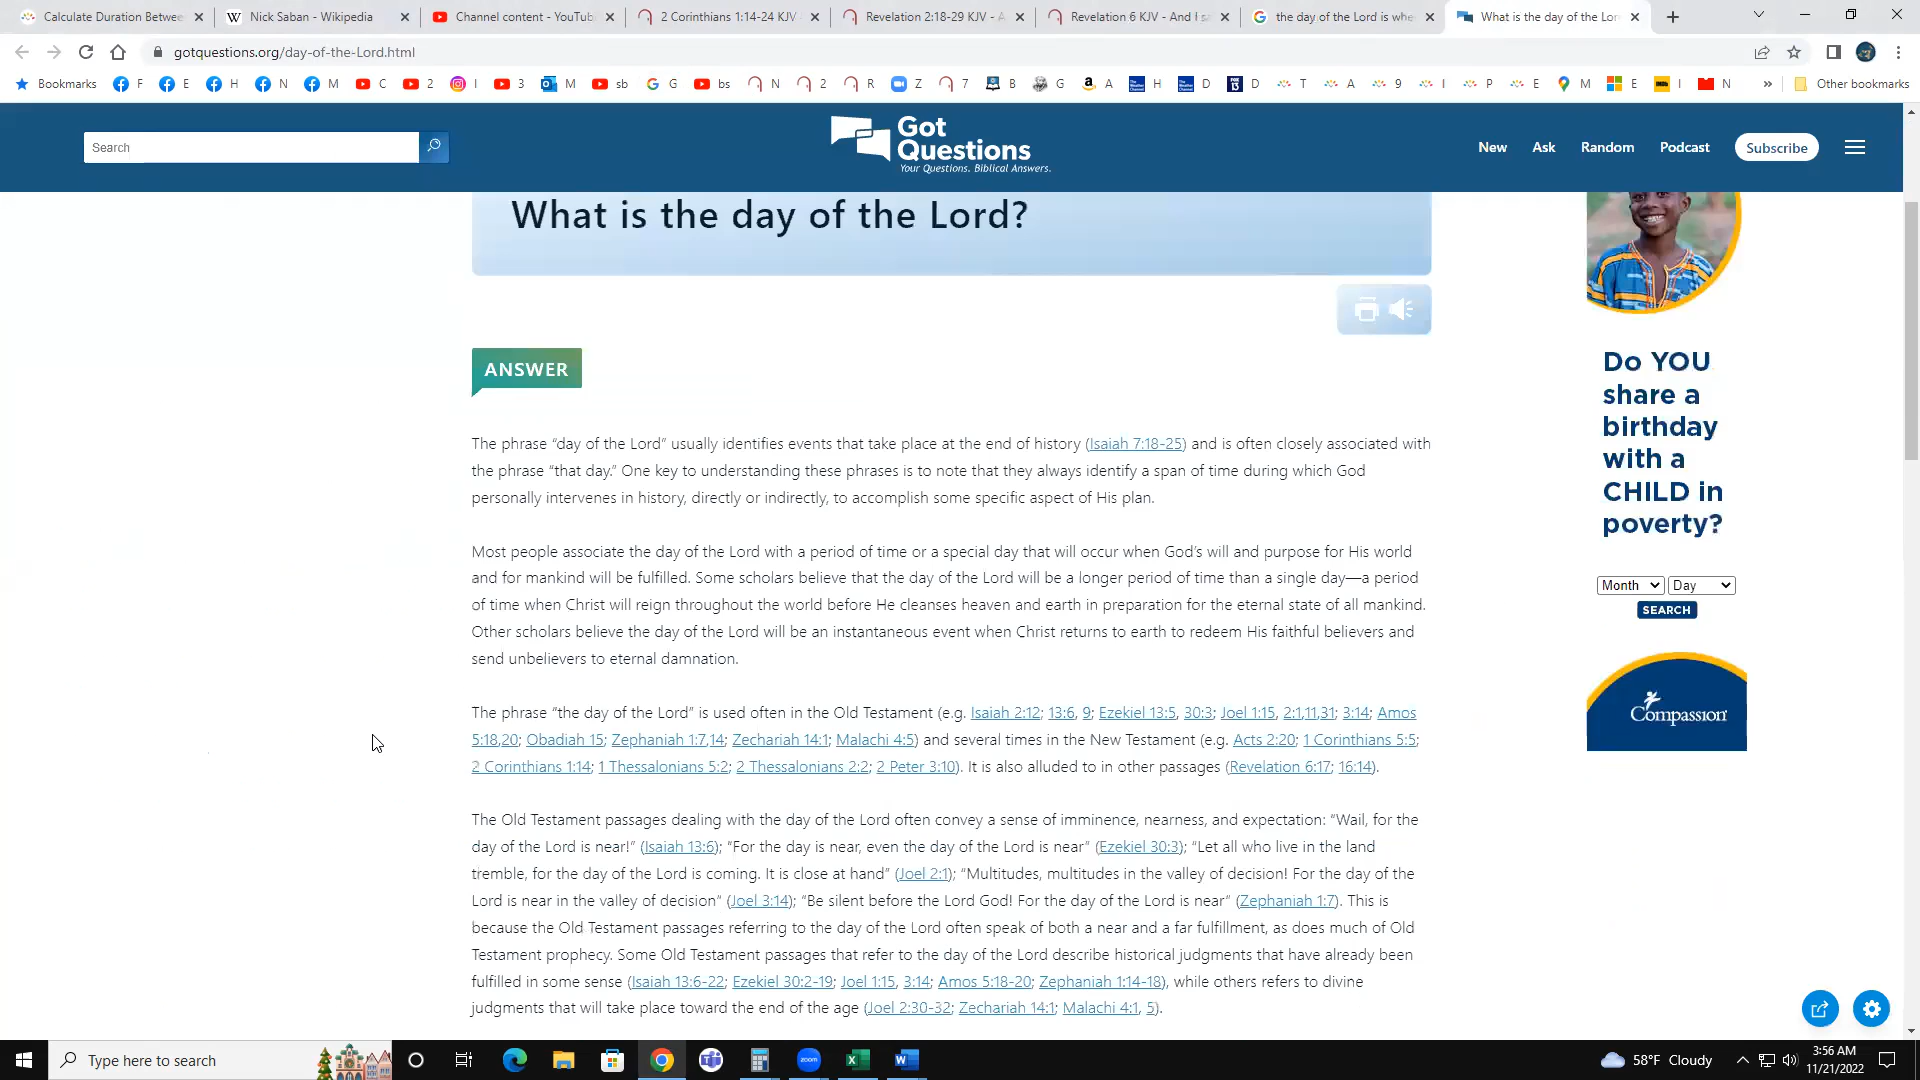 Calculate Duration Betwee
Nick Saban - Wikipedia
Channel content - YouTub
2 Corinthians 1:14-24 KJV -
Revelation 2:18-29 KJV - A
Revelation 6 KJV - And I sa
the day of the Lord is whe
What is the day of the Lor
gotquestions.org/day-of-the-Lord.html
Bookmarks F E H N M C 2 I 3 M sb G bs N 2 R Z 7 B G A H D D T A 9 I P E M E I N » Other bookmarks
Search
Got
Questions
Your Questions. Biblical Answers.
New Ask Random Podcast Subscribe
What is the day of the Lord?
ANSWER
The phrase “day of the Lord” usually identifies events that take place at the end of history (Isaiah 7:18-25) and is often closely associated with
the phrase “that day.” One key to understanding these phrases is to note that they always identify a span of time during which God
personally intervenes in history, directly or indirectly, to accomplish some specific aspect of His plan.
Most people associate the day of the Lord with a period of time or a special day that will occur when God’s will and purpose for His world
and for mankind will be fulfilled. Some scholars believe that the day of the Lord will be a longer period of time than a single day—a period
of time when Christ will reign throughout the world before He cleanses heaven and earth in preparation for the eternal state of all mankind.
Other scholars believe the day of the Lord will be an instantaneous event when Christ returns to earth to redeem His faithful believers and
send unbelievers to eternal damnation.
The phrase “the day of the Lord” is used often in the Old Testament (e.g. Isaiah 2:12; 13:6, 9; Ezekiel 13:5, 30:3; Joel 1:15, 2:1,11,31; 3:14; Amos
5:18,20; Obadiah 15; Zephaniah 1:7,14; Zechariah 14:1; Malachi 4:5) and several times in the New Testament (e.g. Acts 2:20; 1 Corinthians 5:5;
2 Corinthians 1:14; 1 Thessalonians 5:2; 2 Thessalonians 2:2; 2 Peter 3:10). It is also alluded to in other passages (Revelation 6:17; 16:14).
The Old Testament passages dealing with the day of the Lord often convey a sense of imminence, nearness, and expectation: “Wail, for the
day of the Lord is near!” (Isaiah 13:6); “For the day is near, even the day of the Lord is near” (Ezekiel 30:3); “Let all who live in the land
tremble, for the day of the Lord is coming. It is close at hand” (Joel 2:1); “Multitudes, multitudes in the valley of decision! For the day of the
Lord is near in the valley of decision” (Joel 3:14); “Be silent before the Lord God! For the day of the Lord is near” (Zephaniah 1:7). This is
because the Old Testament passages referring to the day of the Lord often speak of both a near and a far fulfillment, as does much of Old
Testament prophecy. Some Old Testament passages that refer to the day of the Lord describe historical judgments that have already been
fulfilled in some sense (Isaiah 13:6-22; Ezekiel 30:2-19; Joel 1:15, 3:14; Amos 5:18-20; Zephaniah 1:14-18), while others refers to divine
judgments that will take place toward the end of the age (Joel 2:30-32; Zechariah 14:1; Malachi 4:1, 5).
Do YOU
share a
birthday
with a
CHILD in
poverty?
Month Day
SEARCH
Compassion
Type here to search
zoom
58°F Cloudy
3:56 AM
11/21/2022